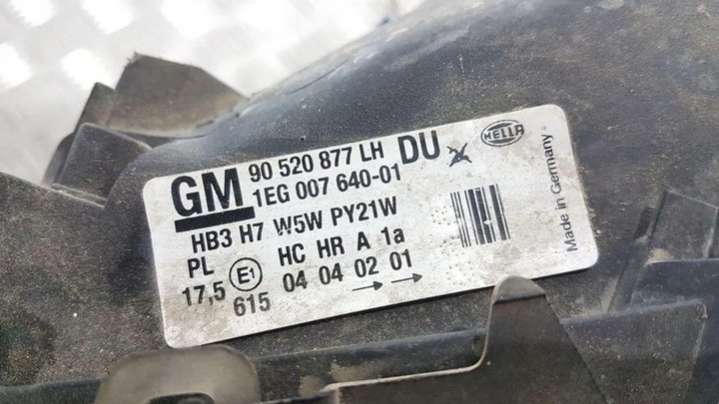 GM
90 520 877 LH DU
1EG 007 640-01
HELLA
HB3 H7 W5W PY21W
PL HC HR A 1a
17,5 E1 04 04 02 01
615
→→
Made in Germany